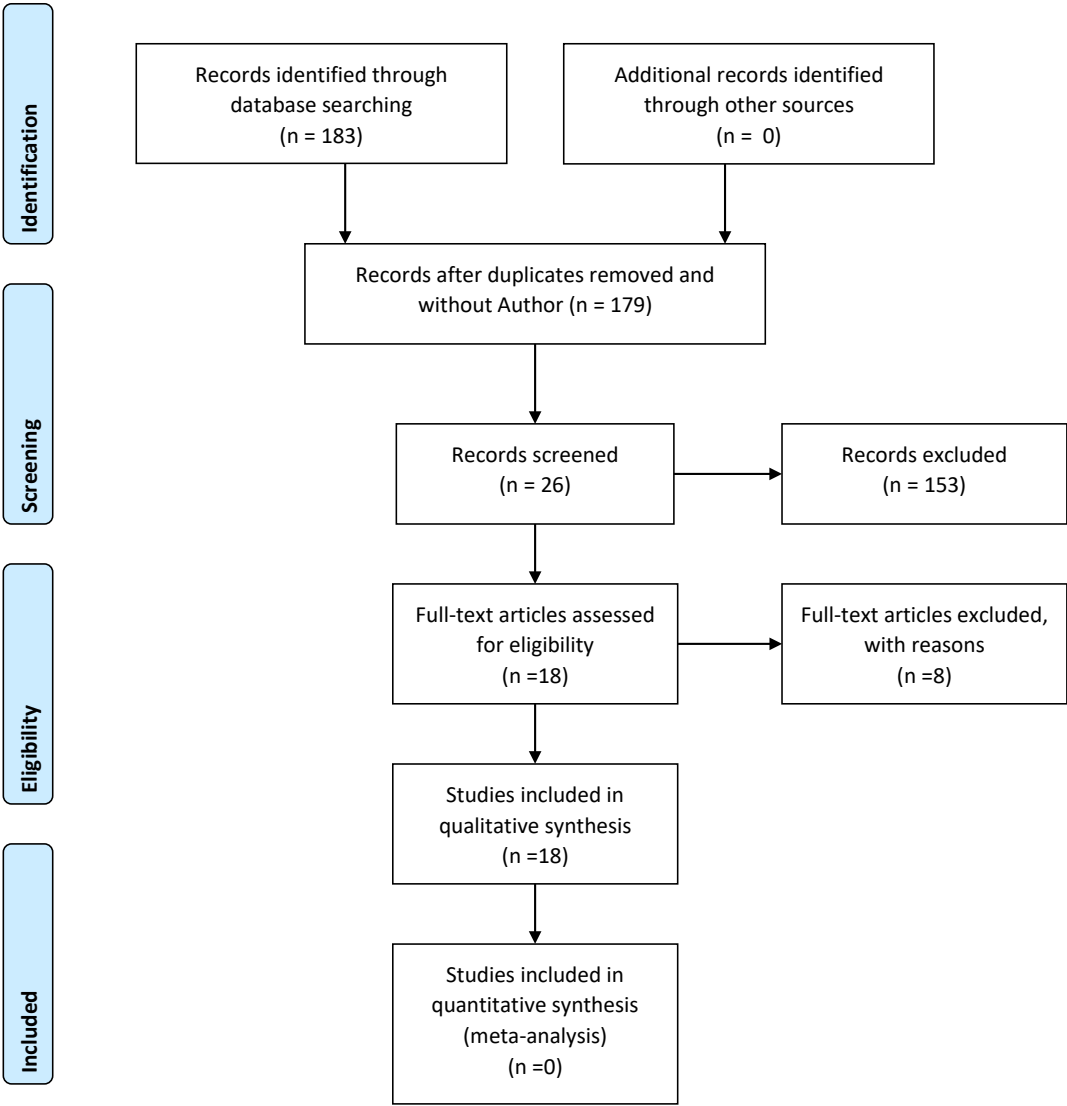 Identification
Records identified through
database searching
(n = 183)
Additional records identified
through other sources
(n =  0)
Records after duplicates removed and
without Author (n = 179)
Screening
Records screened
(n = 26)
Records excluded
(n = 153)
Eligibility
Full-text articles assessed
for eligibility
(n =18)
Full-text articles excluded,
with reasons
(n =8)
Studies included in
qualitative synthesis
(n =18)
Included
Studies included in
quantitative synthesis
(meta-analysis)
(n =0)